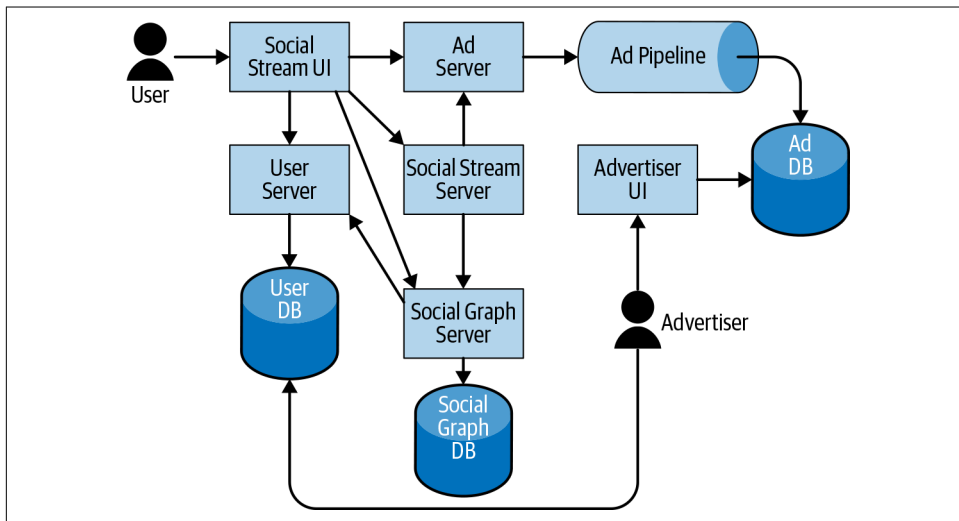 Social
Stream UI
Ad
Server
Ad Pipeline
User
User
Server
Social Stream
Server
Advertiser
UI
Ad
DB
User
DB
Social Graph
Server
Advertiser
Social
Graph
DB